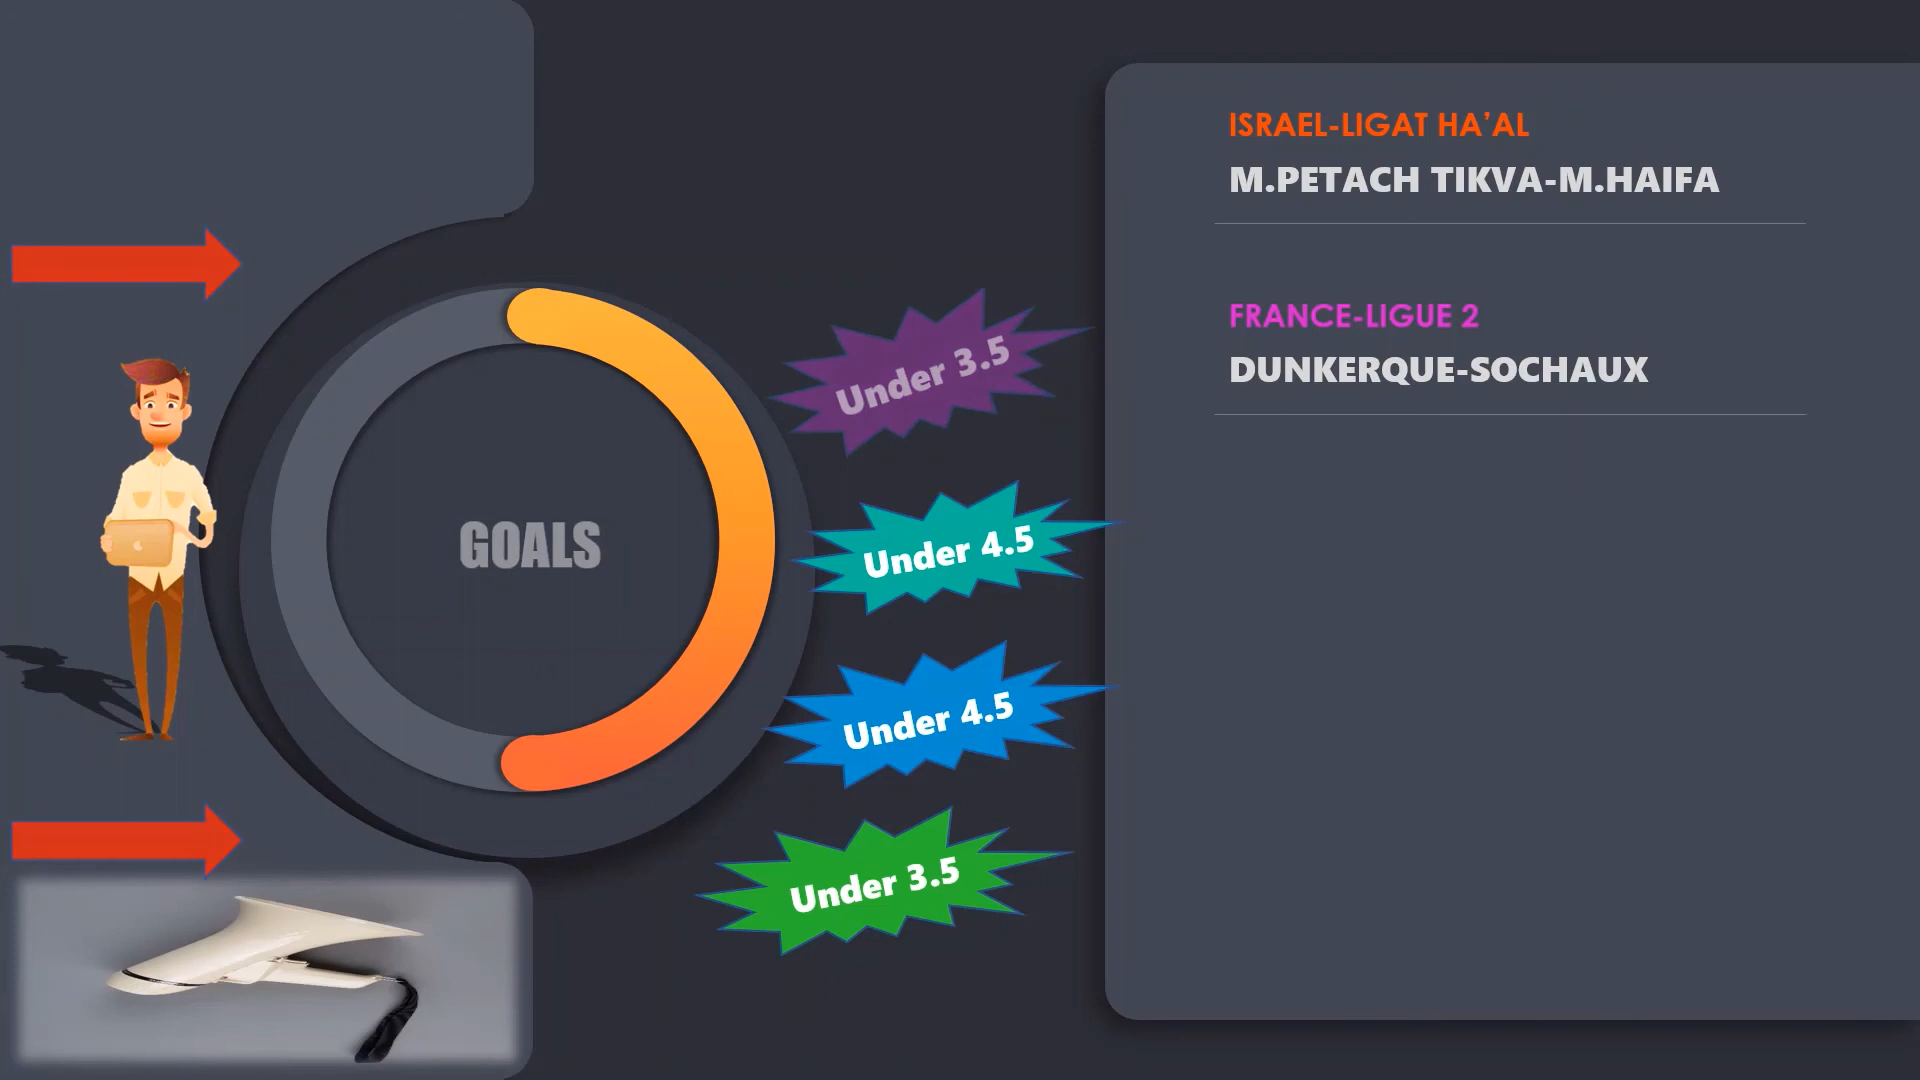 ISRAEL-LIGAT HA’AL
M.PETACH TIKVA-M.HAIFA
FRANCE-LIGUE 2
DUNKERQUE-SOCHAUX
GOALS
Under 3.5
Under 4.5
Under 4.5
Under 3.5